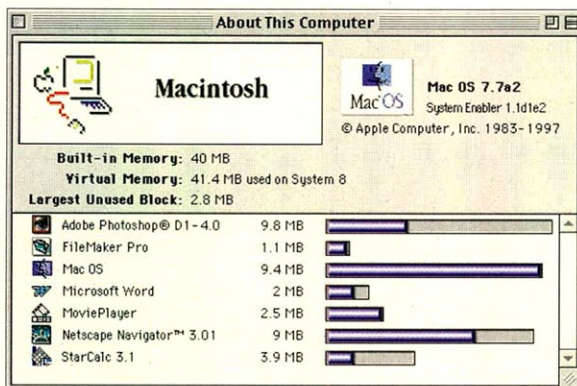 About This Computer
Macintosh
Mac OS
Mac OS 7.7a2
System Enabler 1.1d1e2
© Apple Computer, Inc. 1983-1997
Built-in Memory: 40 MB
Virtual Memory: 41.4 MB used on System 8
Largest Unused Block: 2.8 MB
Adobe Photoshop® D1-4.0 9.8 MB
FileMaker Pro 1.1 MB
Mac OS 9.4 MB
Microsoft Word 2 MB
MoviePlayer 2.5 MB
Netscape Navigator™ 3.01 9 MB
StarCalc 3.1 3.9 MB